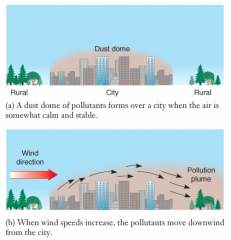 Dust dome
Rural City Rural
(a) A dust dome of pollutants forms over a city when the air is
somewhat calm and stable.
Wind
direction
Pollution
plume
(b) When wind speeds increase, the pollutants move downwind
from the city.